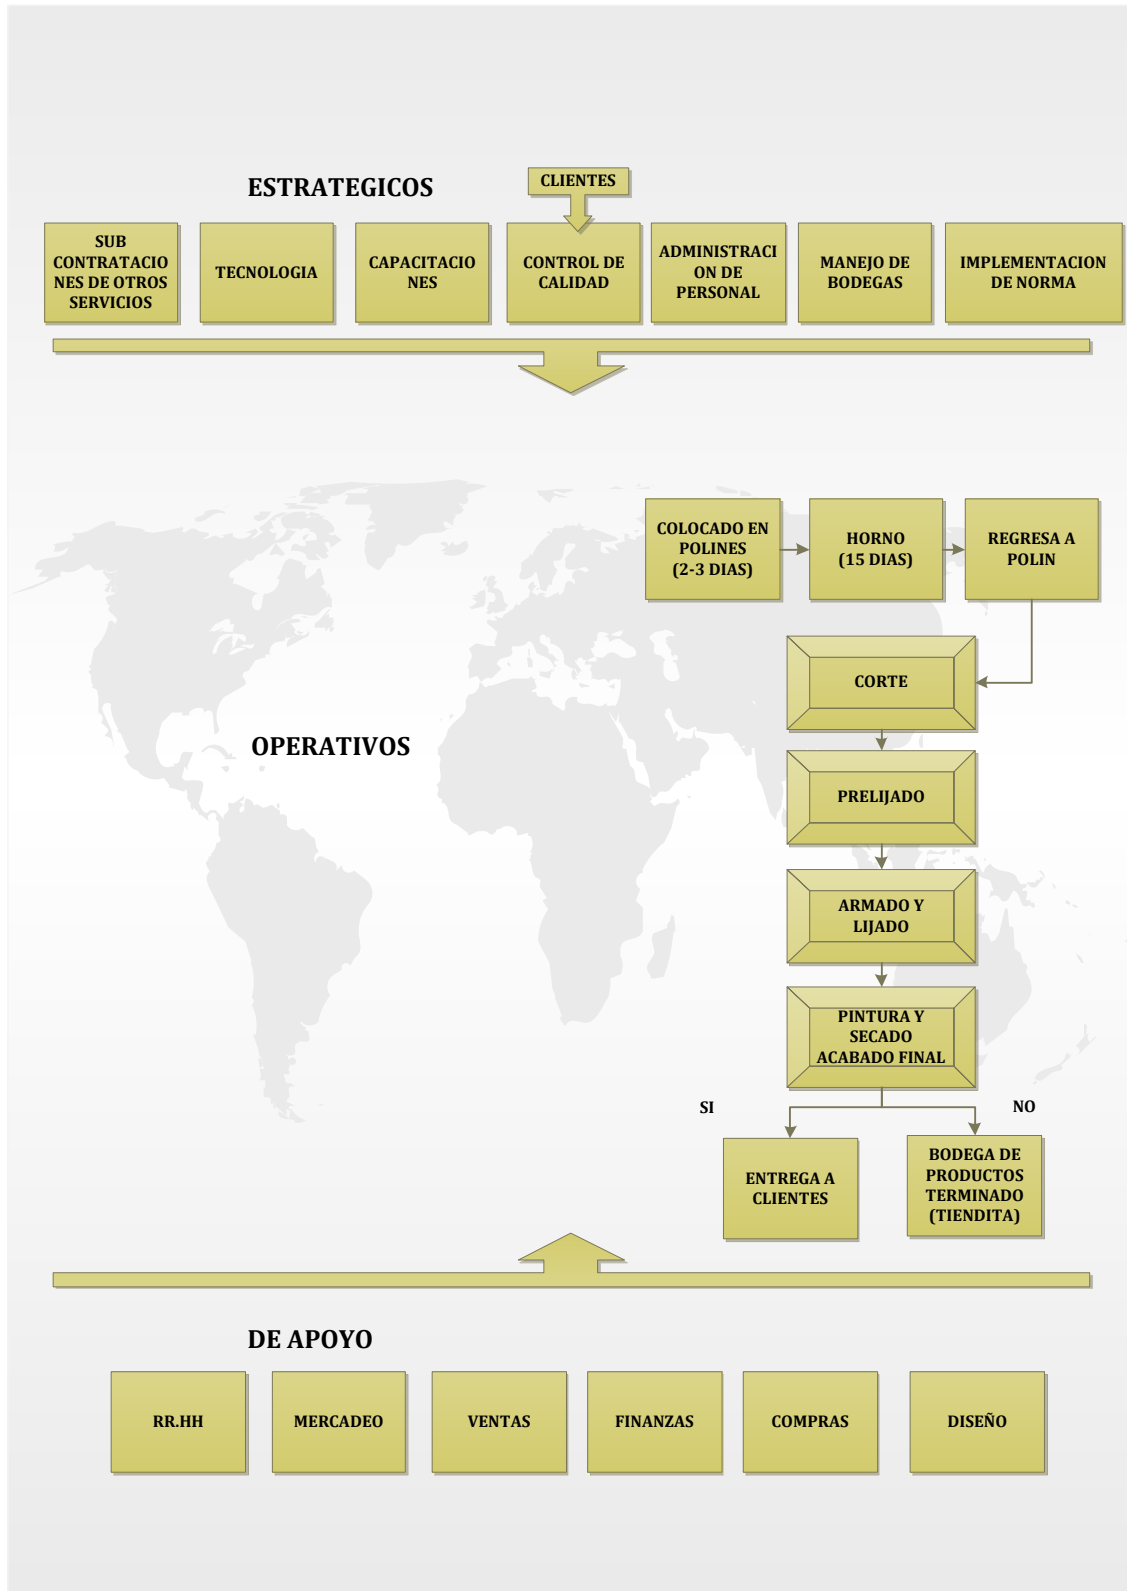 ESTRATEGICOS
CLIENTES
SUB
CONTRATACIO
NES DE OTROS
SERVICIOS
TECNOLOGIA
CAPACITACIO
NES
CONTROL DE
CALIDAD
ADMINISTRACI
ON DE
PERSONAL
MANEJO DE
BODEGAS
IMPLEMENTACION
DE NORMA
COLOCADO EN
POLINES
(2-3 DIAS)
HORNO
(15 DIAS)
REGRESA A
POLIN
CORTE
OPERATIVOS
PRELIJADO
ARMADO Y
LIJADO
PINTURA Y
SECADO
ACABADO FINAL
SI
NO
ENTREGA A
CLIENTES
BODEGA DE
PRODUCTOS
TERMINADO
(TIENDITA)
DE APOYO
RR.HH
MERCADEO
VENTAS
FINANZAS
COMPRAS
DISEÑO